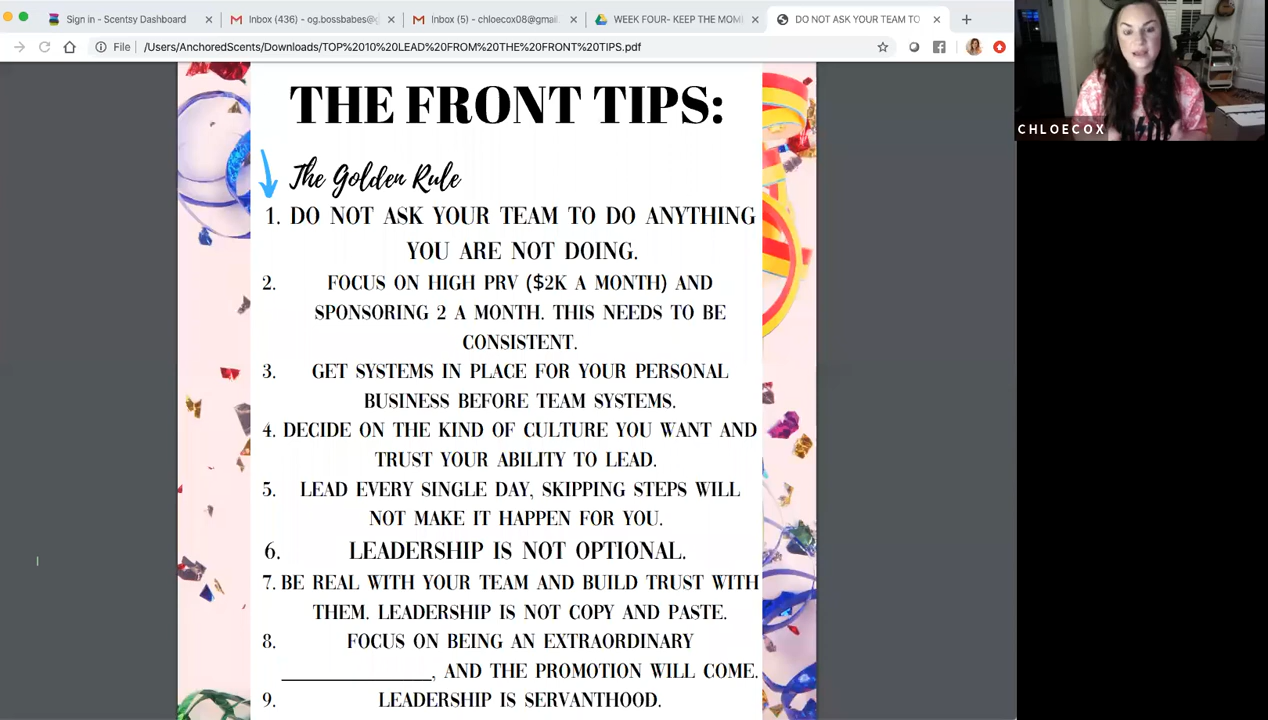 Sign in - Scentsy Dashboard
Inbox (436) - og.bossbabes@g
Inbox (5) - chloecox08@gmail.
WEEK FOUR- KEEP THE MOM
DO NOT ASK YOUR TEAM TO
File /Users/AnchoredScents/Downloads/TOP%2010%20LEAD%20FROM%20THE%20FRONT%20TIPS.pdf
CHLOECOX
THE FRONT TIPS:
The Golden Rule
1. DO NOT ASK YOUR TEAM TO DO ANYTHING
YOU ARE NOT DOING.
2. FOCUS ON HIGH PRV ($2K A MONTH) AND
SPONSORING 2 A MONTH. THIS NEEDS TO BE
CONSISTENT.
3. GET SYSTEMS IN PLACE FOR YOUR PERSONAL
BUSINESS BEFORE TEAM SYSTEMS.
4. DECIDE ON THE KIND OF CULTURE YOU WANT AND
TRUST YOUR ABILITY TO LEAD.
5. LEAD EVERY SINGLE DAY, SKIPPING STEPS WILL
NOT MAKE IT HAPPEN FOR YOU.
6. LEADERSHIP IS NOT OPTIONAL.
7. BE REAL WITH YOUR TEAM AND BUILD TRUST WITH
THEM. LEADERSHIP IS NOT COPY AND PASTE.
8. FOCUS ON BEING AN EXTRAORDINARY
______________, AND THE PROMOTION WILL COME.
9. LEADERSHIP IS SERVANTHOOD.